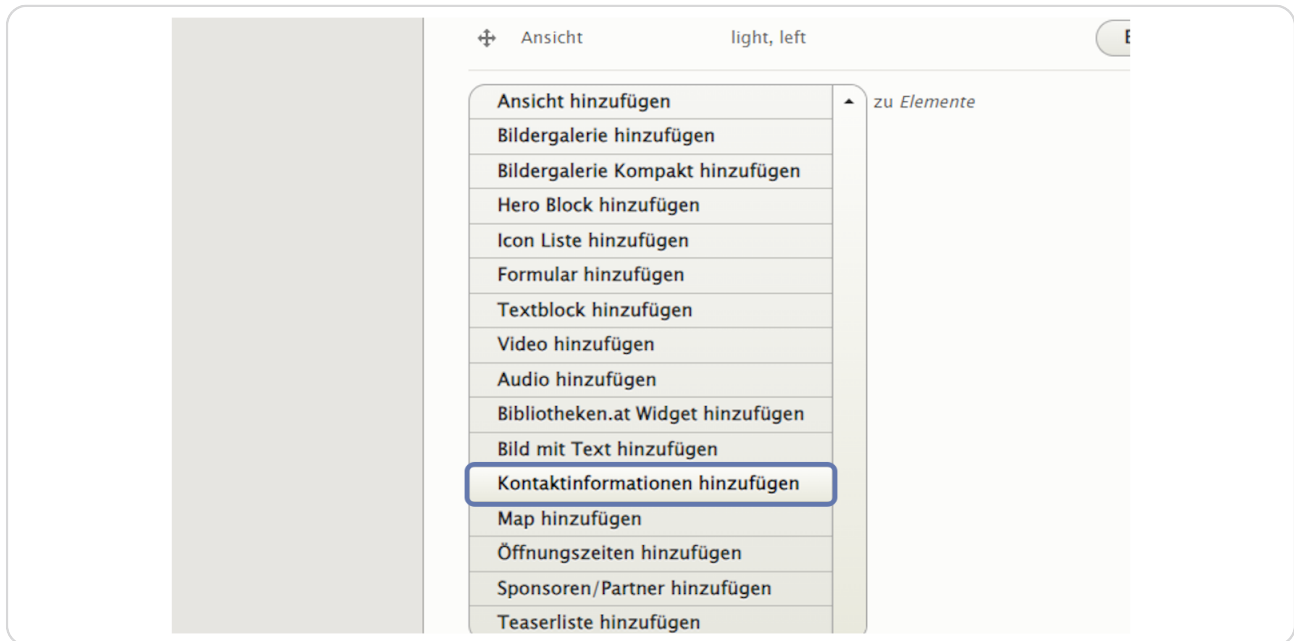 Ansicht light, left
Ansicht hinzufügen zu Elemente
Bildergalerie hinzufügen
Bildergalerie Kompakt hinzufügen
Hero Block hinzufügen
Icon Liste hinzufügen
Formular hinzufügen
Textblock hinzufügen
Video hinzufügen
Audio hinzufügen
Bibliotheken.at Widget hinzufügen
Bild mit Text hinzufügen
Kontaktinformationen hinzufügen
Map hinzufügen
Öffnungszeiten hinzufügen
Sponsoren/Partner hinzufügen
Teaserliste hinzufügen